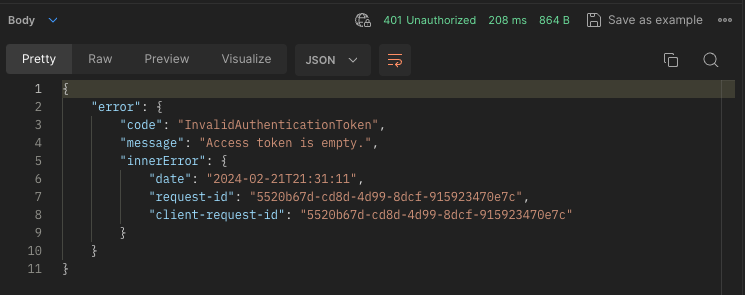 Body 401 Unauthorized 208 ms 864 B Save as example
Pretty Raw Preview Visualize JSON
1 {
2 "error": {
3 "code": "InvalidAuthenticationToken",
4 "message": "Access token is empty.",
5 "innerError": {
6 "date": "2024-02-21T21:31:11",
7 "request-id": "5520b67d-cd8d-4d99-8dcf-915923470e7c",
8 "client-request-id": "5520b67d-cd8d-4d99-8dcf-915923470e7c"
9 }
10 }
11 }